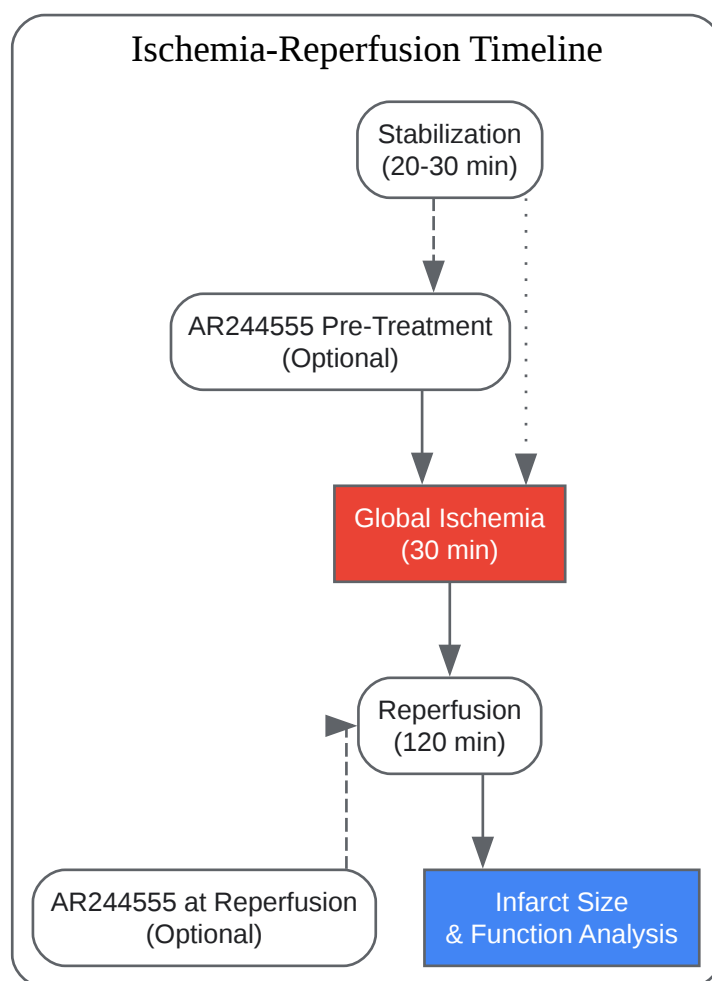 Ischemia-Reperfusion Timeline
Stabilization
(20-30 min)
AR244555 Pre-Treatment
(Optional)
Global Ischemia
(30 min)
Reperfusion
(120 min)
AR244555 at Reperfusion
(Optional)
Infarct Size
& Function Analysis